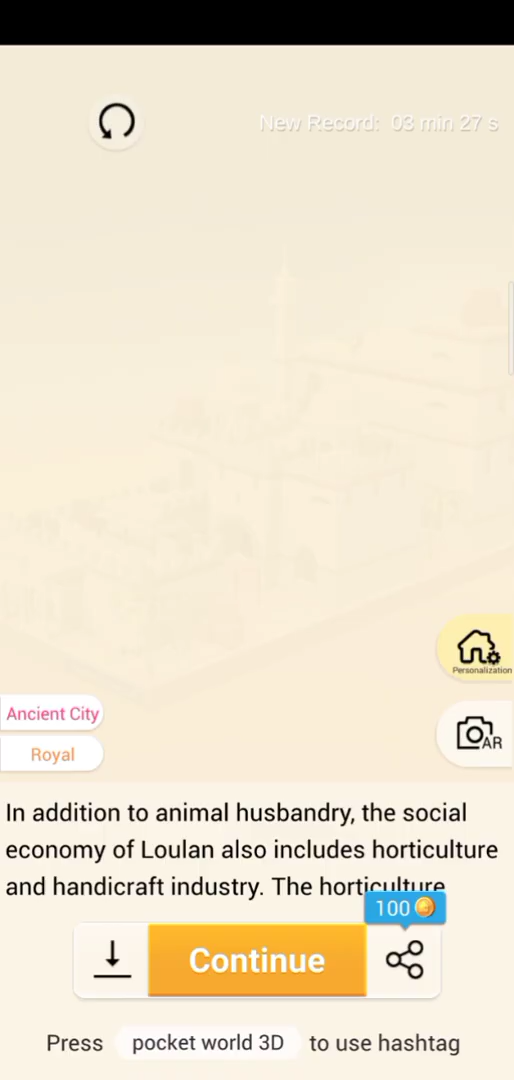 New Record: 03 min 27 s
Personalization
AR
Ancient City
Royal
In addition to animal husbandry, the social
economy of Loulan also includes horticulture
and handicraft industry. The horticulture
100
Continue
Press pocket world 3D to use hashtag